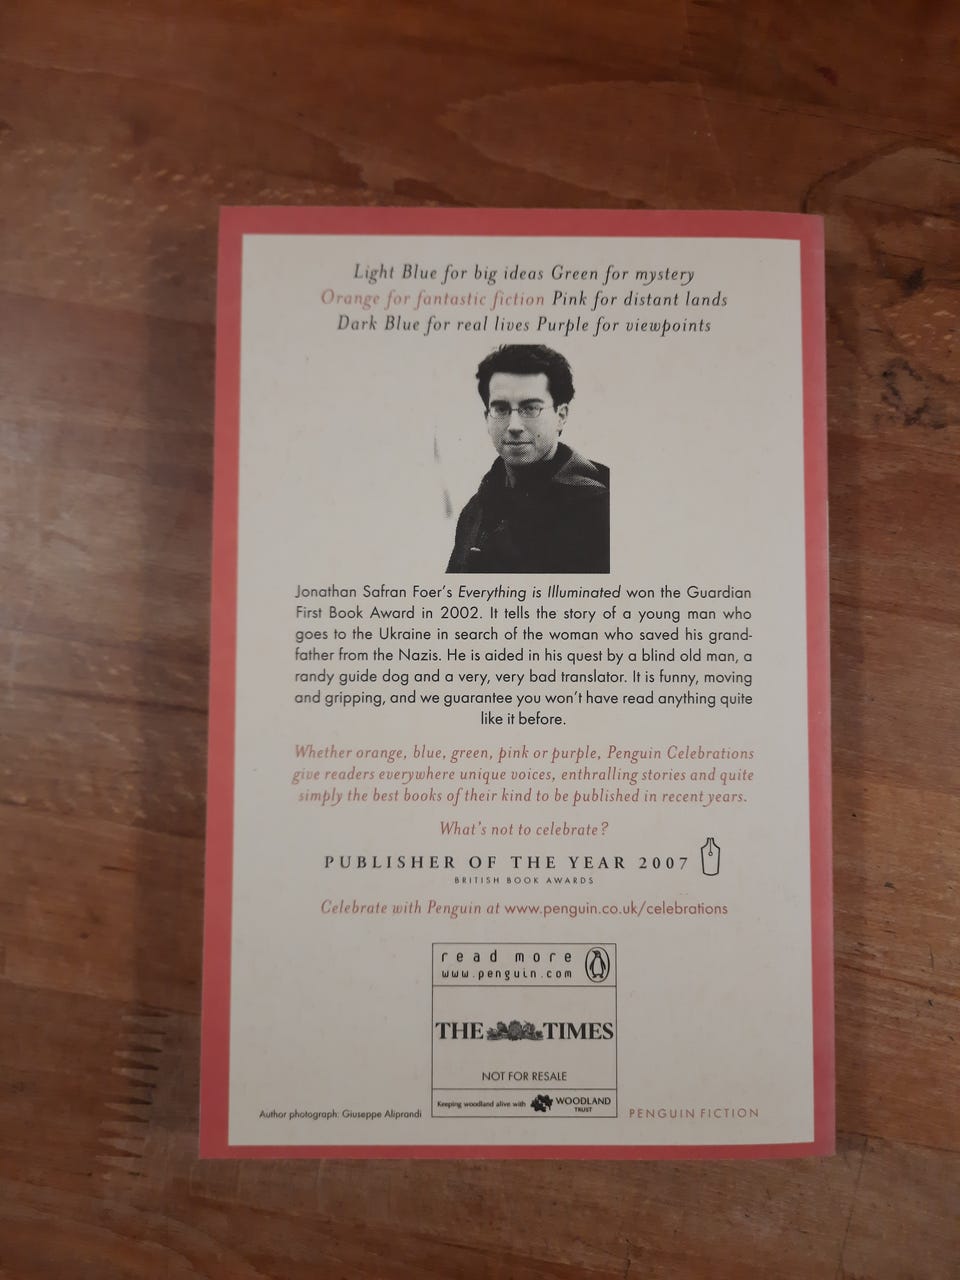 Light Blue for big ideas Green for mystery
Orange for fantastic fiction Pink for distant lands
Dark Blue for real lives Purple for viewpoints
Jonathan Safran Foer's Everything is Illuminated won the Guardian
First Book Award in 2002. It tells the story of a young man who
goes to the Ukraine in search of the woman who saved his grand-
father from the Nazis. He is aided in his quest by a blind old man, a
randy guide dog and a very, very bad translator. It is funny, moving
and gripping, and we guarantee you won't have read anything quite
like it before.
Whether orange, blue, green, pink or purple, Penguin Celebrations
give readers everywhere unique voices, enthralling stories and quite
simply the best books of their kind to be published in recent years.
What's not to celebrate?
PUBLISHER OF THE YEAR 2007
BRITISH BOOK AWARDS
Celebrate with Penguin at www.penguin.co.uk/celebrations
read more
www.penguin.com
THE TIMES
NOT FOR RESALE
Keeping woodland alive with WOODLAND
TRUST
Author photograph: Giuseppe Aliprandi
PENGUIN FICTION